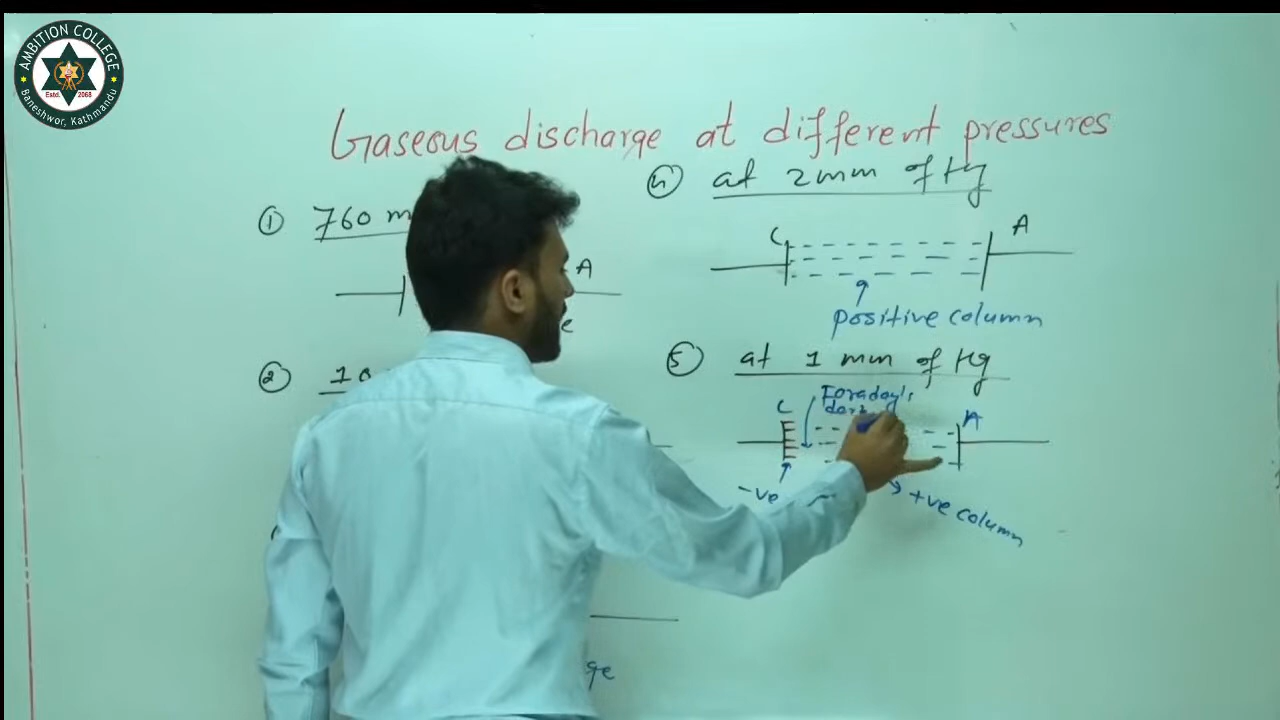 AMBITION COLLEGE
Estd. 2068
Baneshwor, Kathmandu
Gaseous discharge at different pressures
① 760 m
A
② 10
④ at 2mm of Hg
C A
positive column
⑤ at 1 mm of Hg
Faraday's
dark
C A
-ve
+ve column